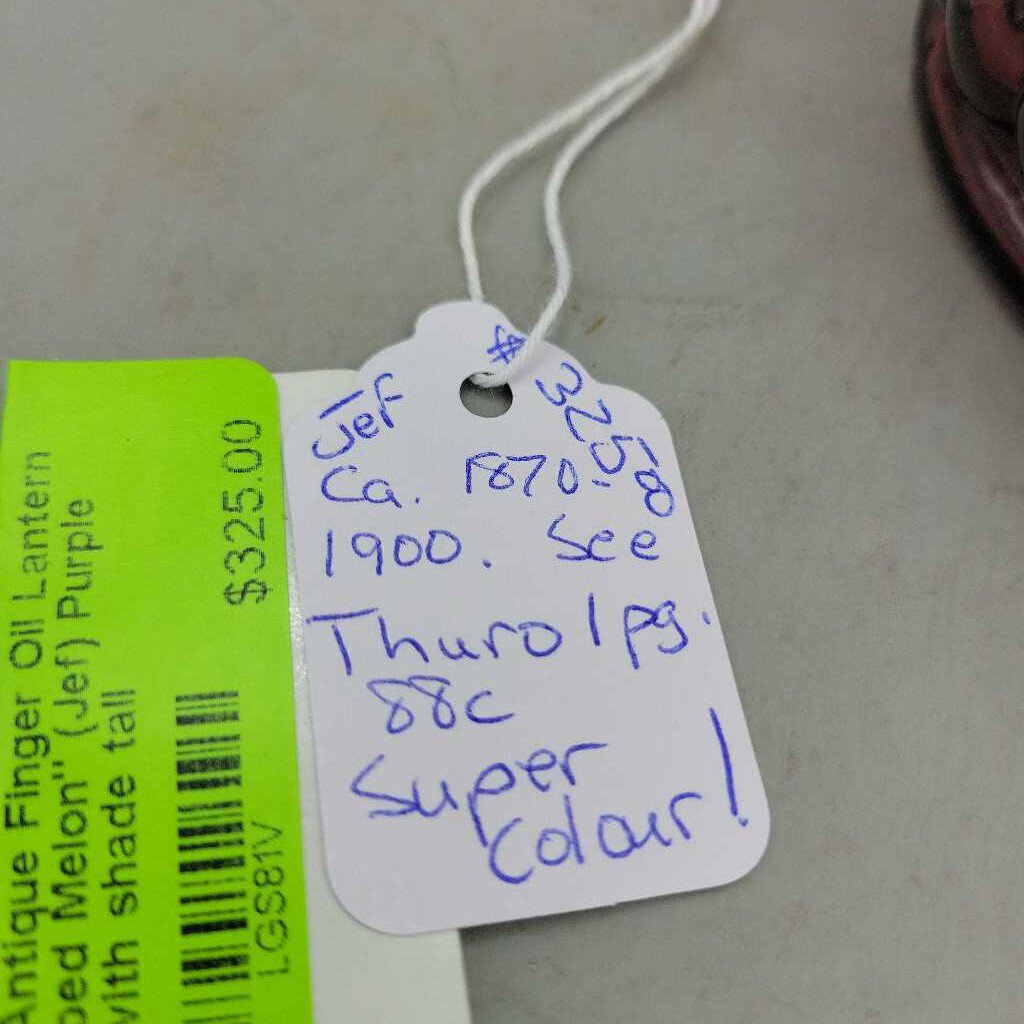 Jef
#3258
Ca. 1870-
1900. See
Thuro 1 pg.
88c
Super
Colour!
Antique Finger Oil Lantern
Melon" (Jef) Purple
with shade tall
$325.00
LGS81V